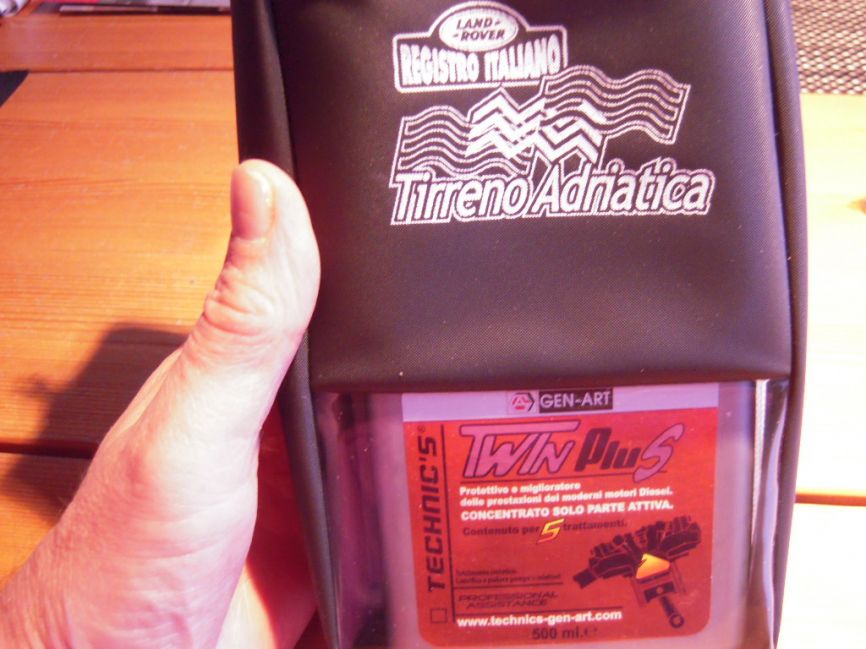 LAND-
-ROVER
REGISTRO ITALIANO
Tirreno Adriatica
GEN-ART
TECHNIC'S®
TWIN PluS
Protettivo e miglioratore
delle prestazioni dei moderni motori Diesel.
CONCENTRATO SOLO PARTE ATTIVA.
Contenuto per 5 trattamenti.
PROFESSIONAL
ASSISTANCE
www.technics-gen-art.com
500 ml.e